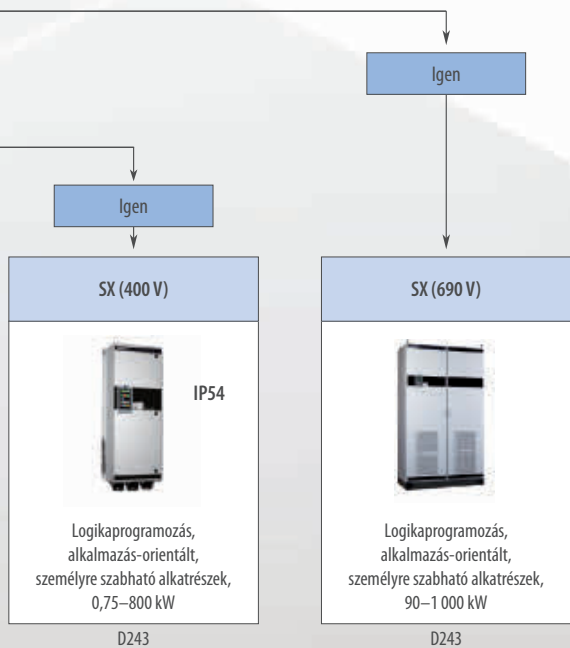 Igen
Igen
SX (400 V)
IP54
Logikaprogramozás,
alkalmazás-orientált,
személyre szabható alkatrészek,
0,75–800 kW
D243
SX (690 V)
Logikaprogramozás,
alkalmazás-orientált,
személyre szabható alkatrészek,
90–1 000 kW
D243